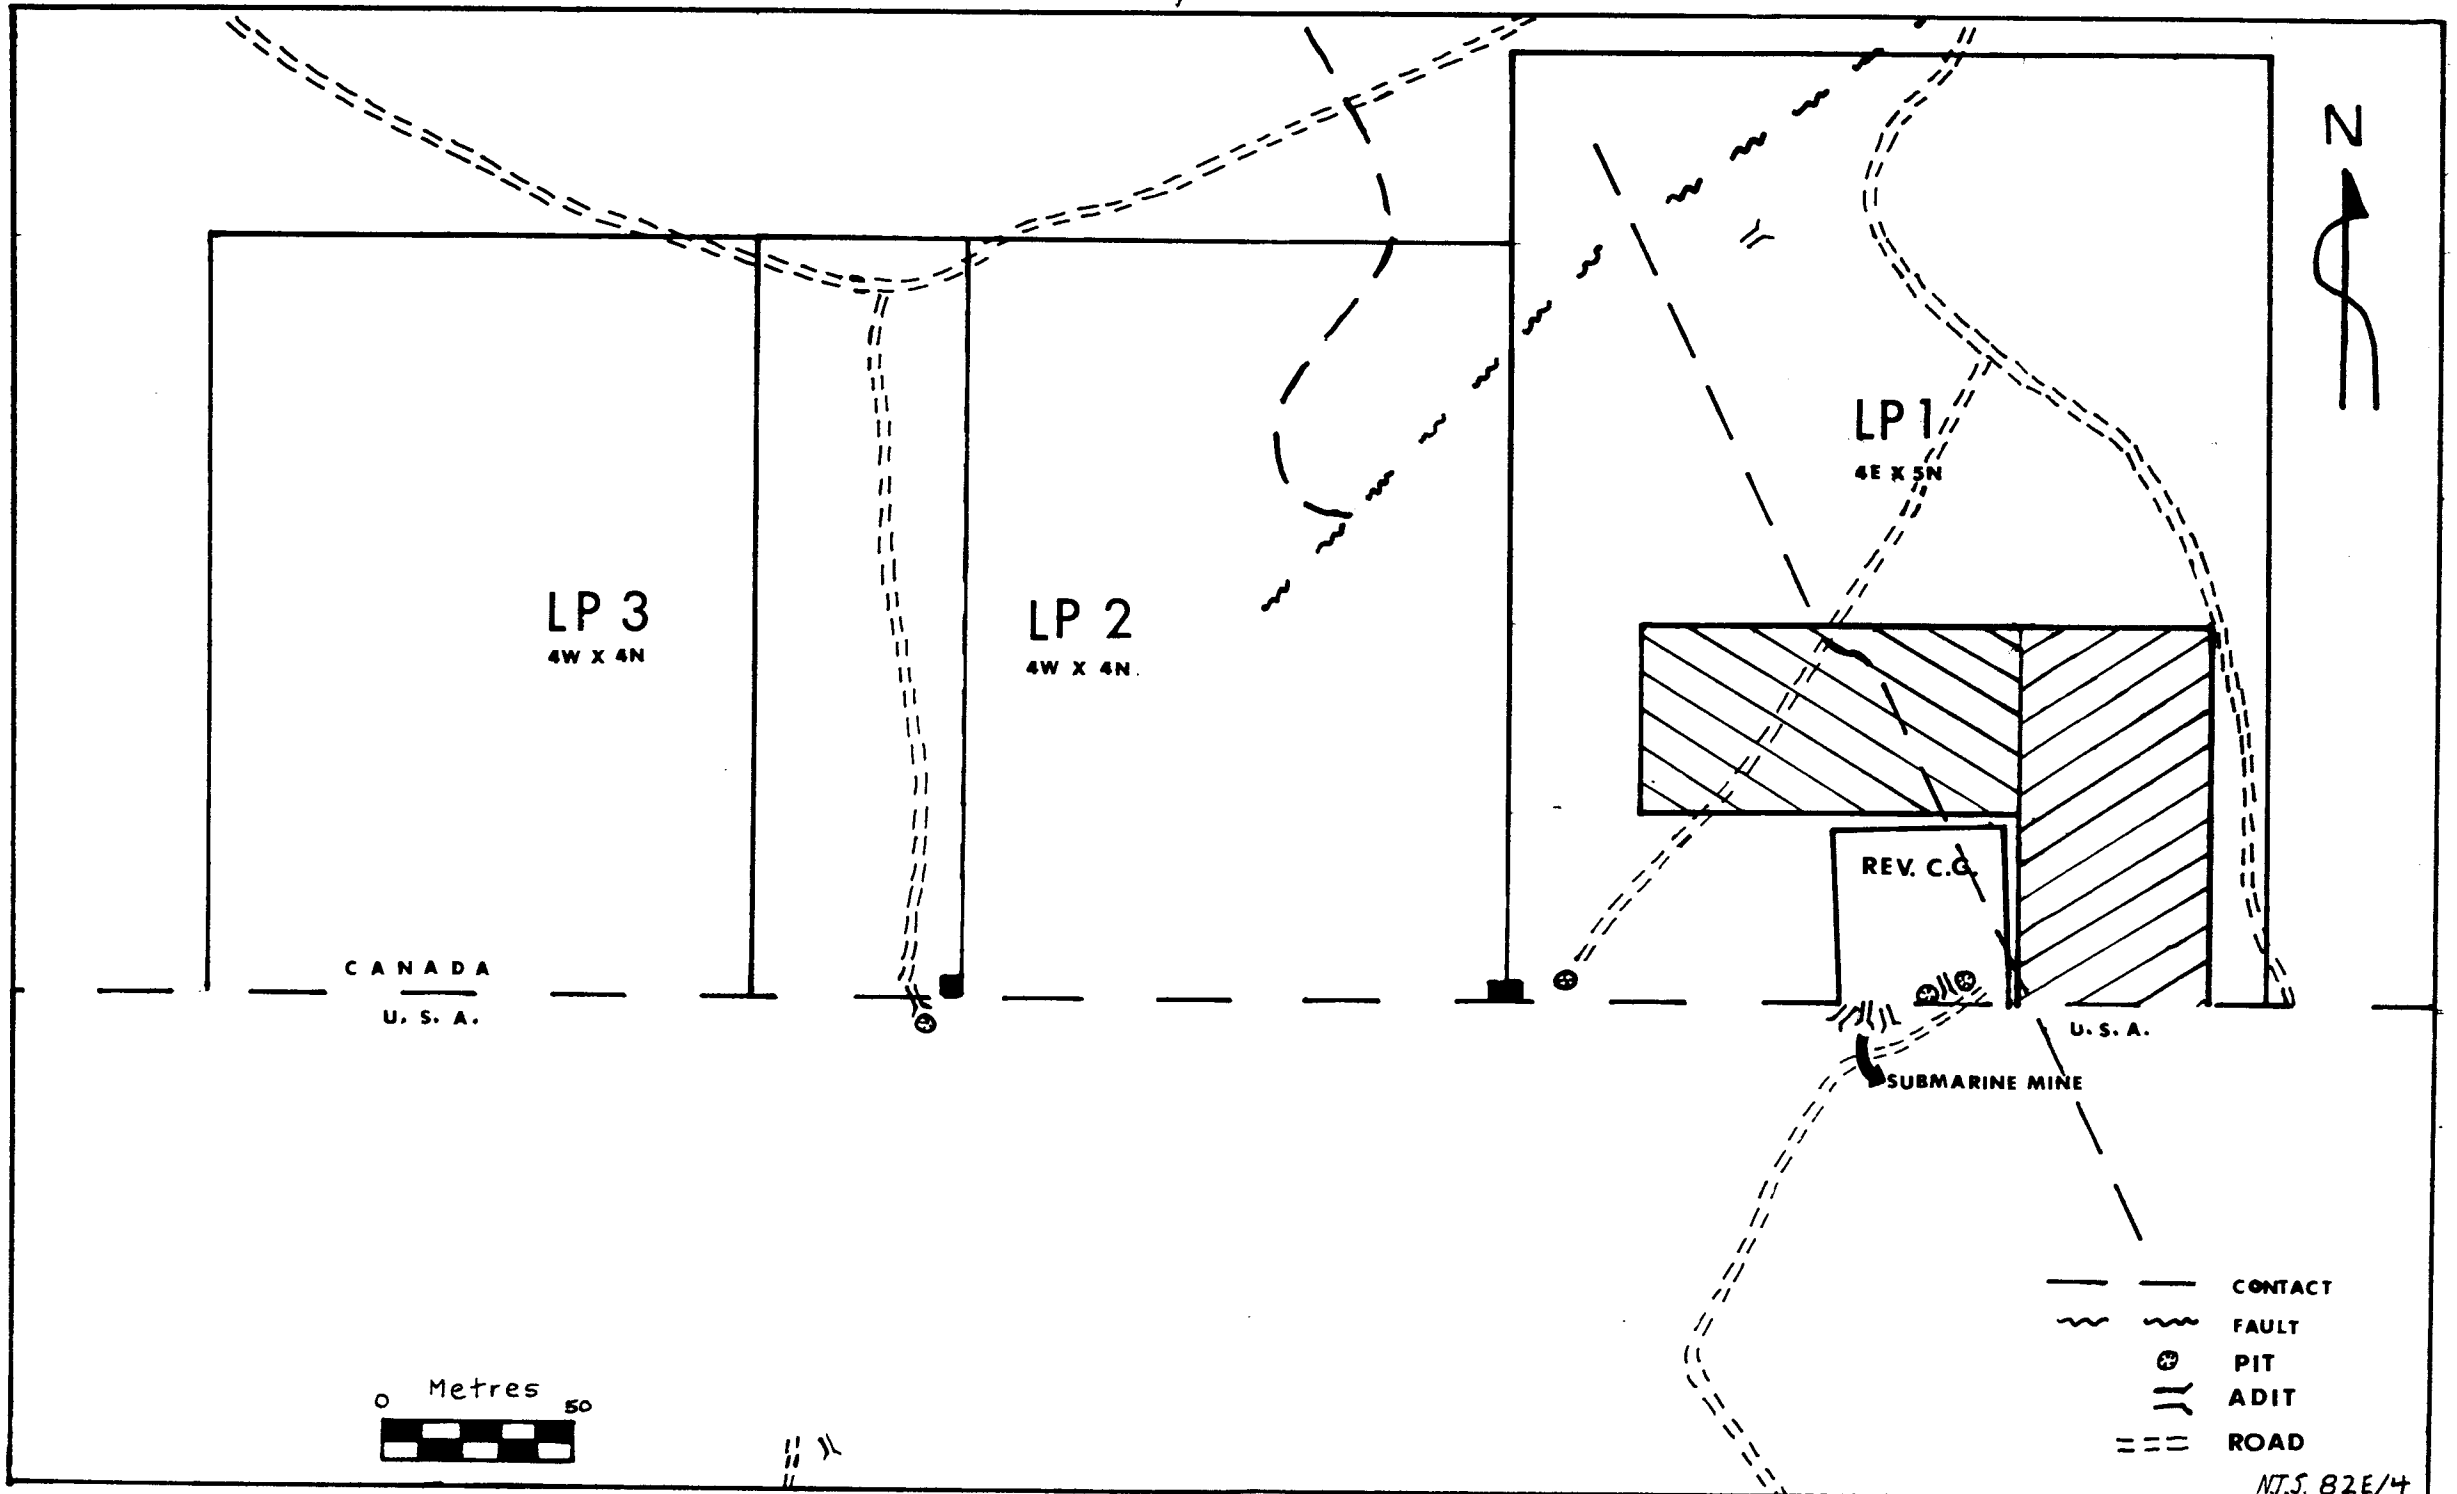 N
LP 1
4E X 5N
LP 3
4W X 4N
LP 2
4W X 4N.
REV. C.G.
CANADA
U.S.A.
U.S.A.
SUBMARINE MINE
CONTACT
FAULT
PIT
ADIT
ROAD
Metres
0 50
N.T.S. 82E/4